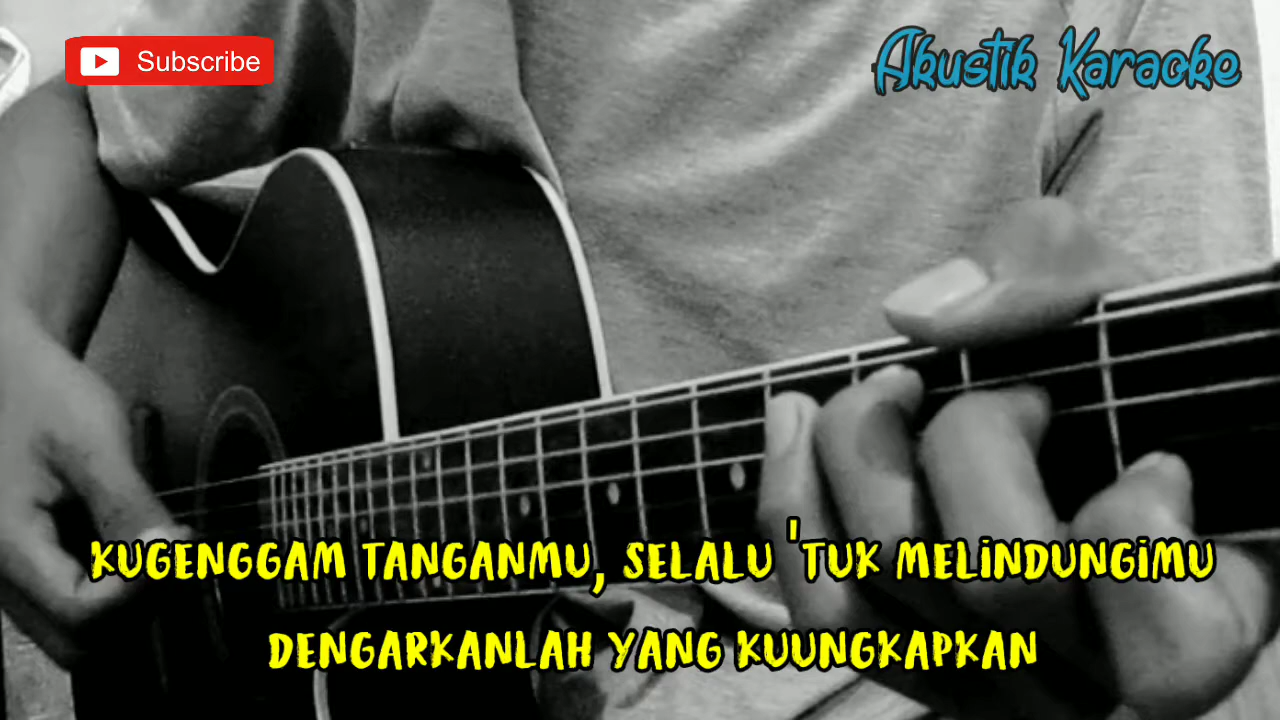 Subscribe
Akustik Karaoke
KUGENGGAM TANGANMU, SELALU 'TUK MELINDUNGIMU
DENGARKANLAH YANG KUUNGKAPKAN